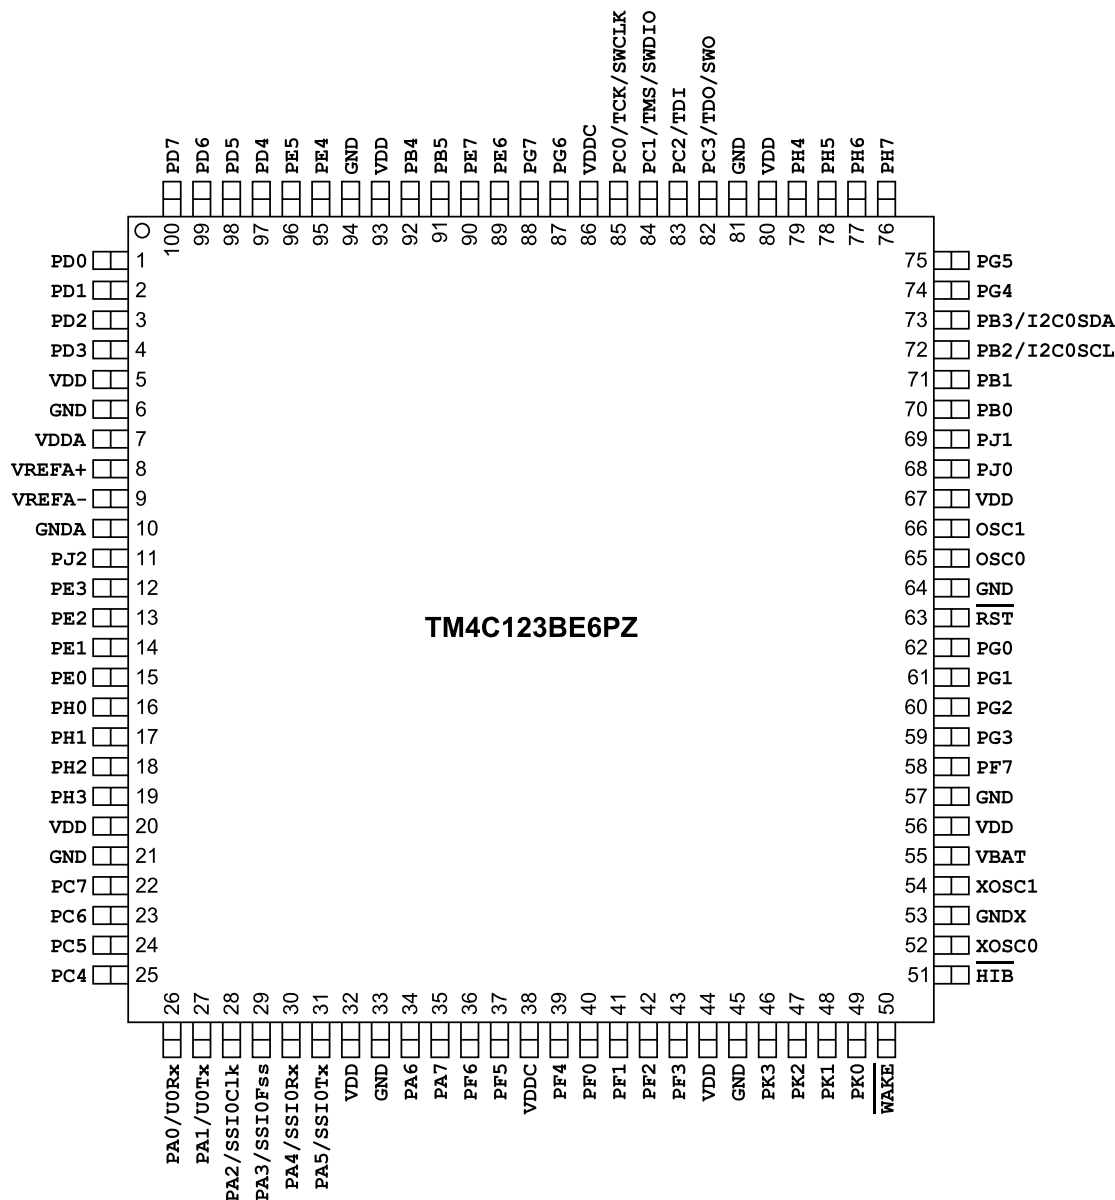 PC0/TCK/SWCLK
PC1/TMS/SWDIO
PC2/TDI
PC3/TDO/SWO
PD7 PD6 PD5 PD4 PE5 PE4 GND VDD PB4 PB5 PE7 PE6 PG7 PG6 VDDC GND VDD PH4 PH5 PH6 PH7
100 99 98 97 96 95 94 93 92 91 90 89 88 87 86 85 84 83 82 81 80 79 78 77 76
PD0 1 75 PG5
PD1 2 74 PG4
PD2 3 73 PB3/I2C0SDA
PD3 4 72 PB2/I2C0SCL
VDD 5 71 PB1
GND 6 70 PB0
VDDA 7 69 PJ1
VREFA+ 8 68 PJ0
VREFA- 9 67 VDD
GNDA 10 66 OSC1
PJ2 11 65 OSC0
PE3 12 64 GND
PE2 13 63 RST
TM4C123BE6PZ
PE1 14 62 PG0
PE0 15 61 PG1
PH0 16 60 PG2
PH1 17 59 PG3
PH2 18 58 PF7
PH3 19 57 GND
VDD 20 56 VDD
GND 21 55 VBAT
PC7 22 54 XOSC1
PC6 23 53 GNDX
PC5 24 52 XOSC0
PC4 25 51 HIB
26 27 28 29 30 31 32 33 34 35 36 37 38 39 40 41 42 43 44 45 46 47 48 49 50
PA0/U0Rx PA1/U0Tx PA2/SSI0Clk PA3/SSI0Fss PA4/SSI0Rx PA5/SSI0Tx VDD GND PA6 PA7 PF6 PF5 VDDC PF4 PF0 PF1 PF2 PF3 VDD GND PK3 PK2 PK1 PK0 WAKE